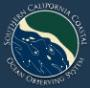 SOUTHERN CALIFORNIA COASTAL
OCEAN OBSERVING SYSTEM